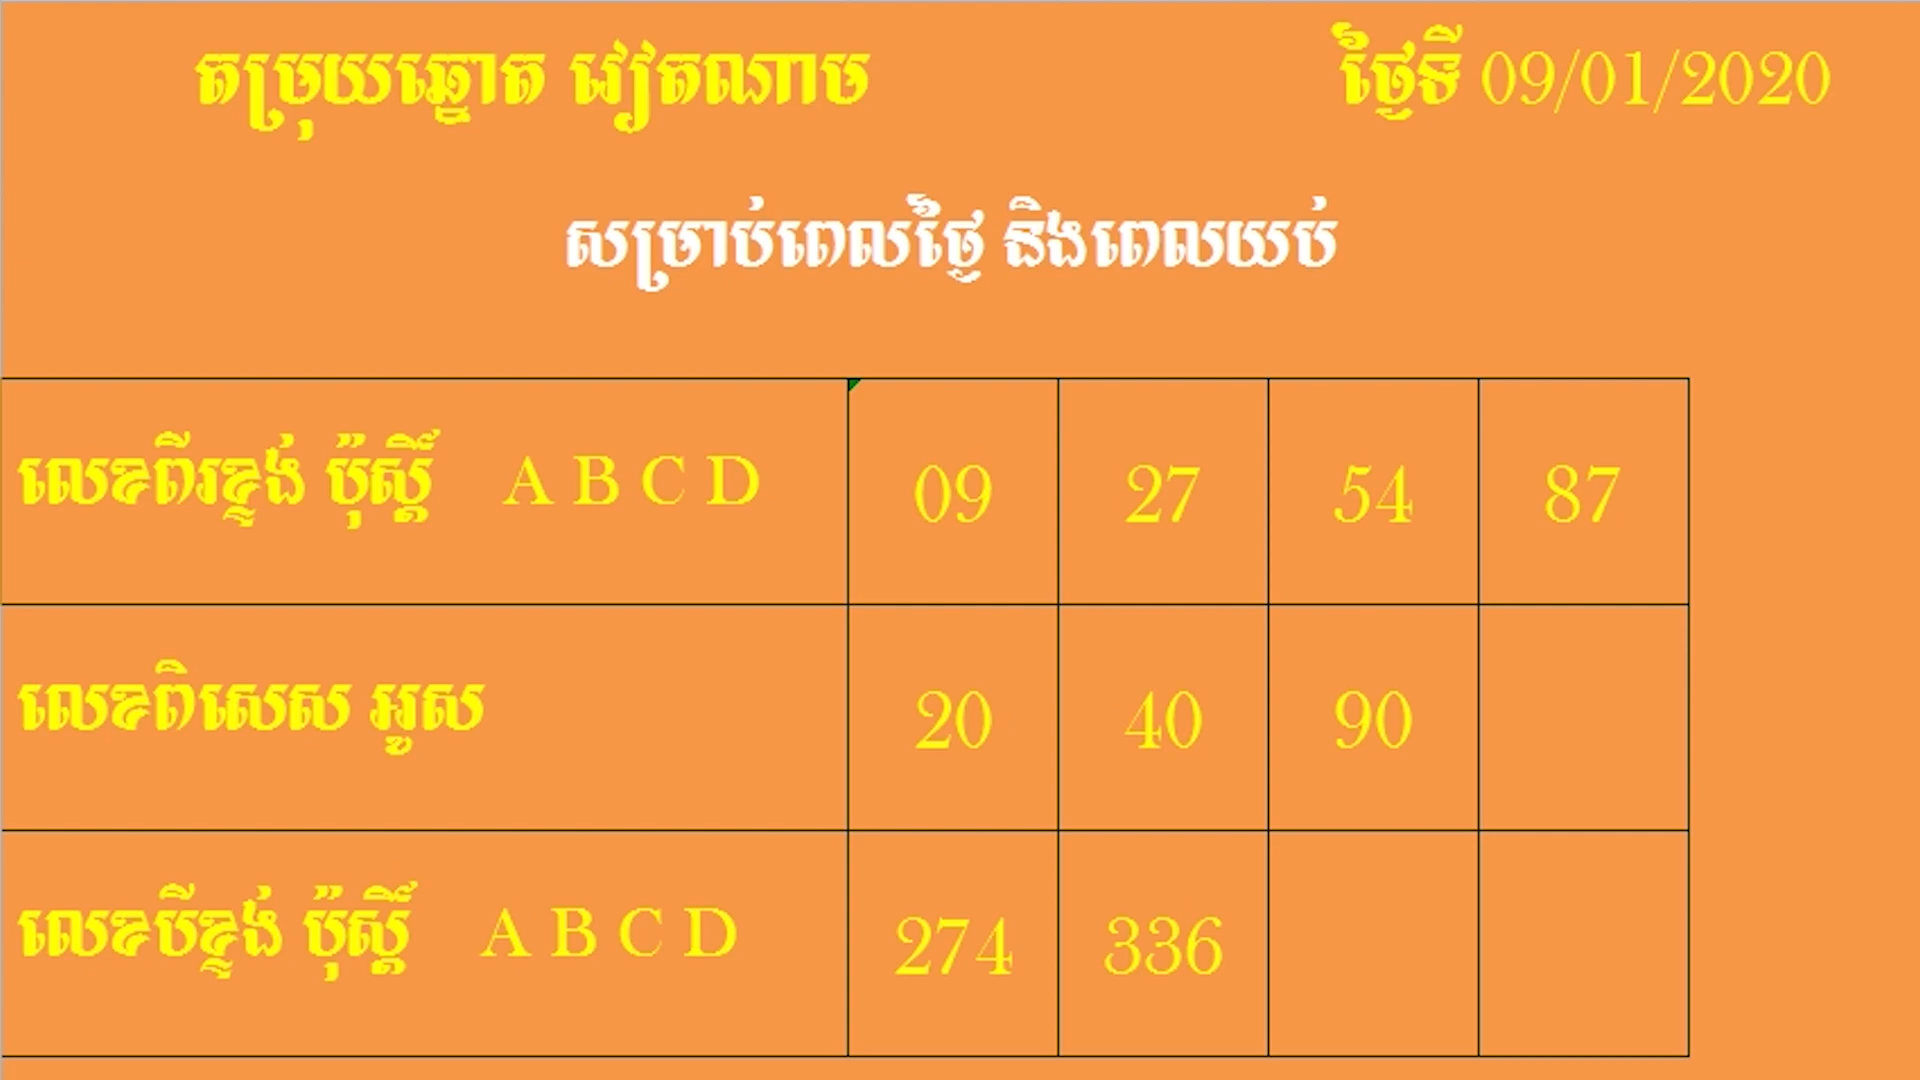 តម្រុយឆ្នោត វៀតណាម ថ្ងៃទី 09/01/2020
សម្រាប់ពេលថ្ងៃ និងពេលយប់
លេខពីរខ្ទង់ ប៉ុស្តិ៍ A B C D 09 27 54 87
លេខពិសេស អូស 20 40 90
លេខបីខ្ទង់ ប៉ុស្តិ៍ A B C D 274 336